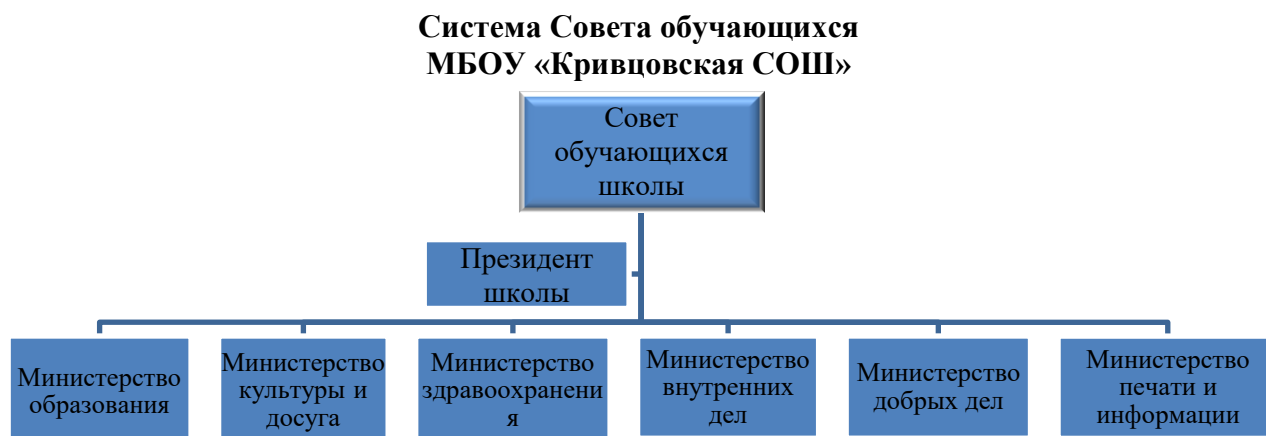 Система Совета обучающихся
МБОУ «Кривцовская СОШ»
Совет
обучающихся
школы
Президент
школы
Министерство
образования
Министерство
культуры и
досуга
Министерство
здравоохранени
я
Министерство
внутренних
дел
Министерство
добрых дел
Министерство
печати и
информации